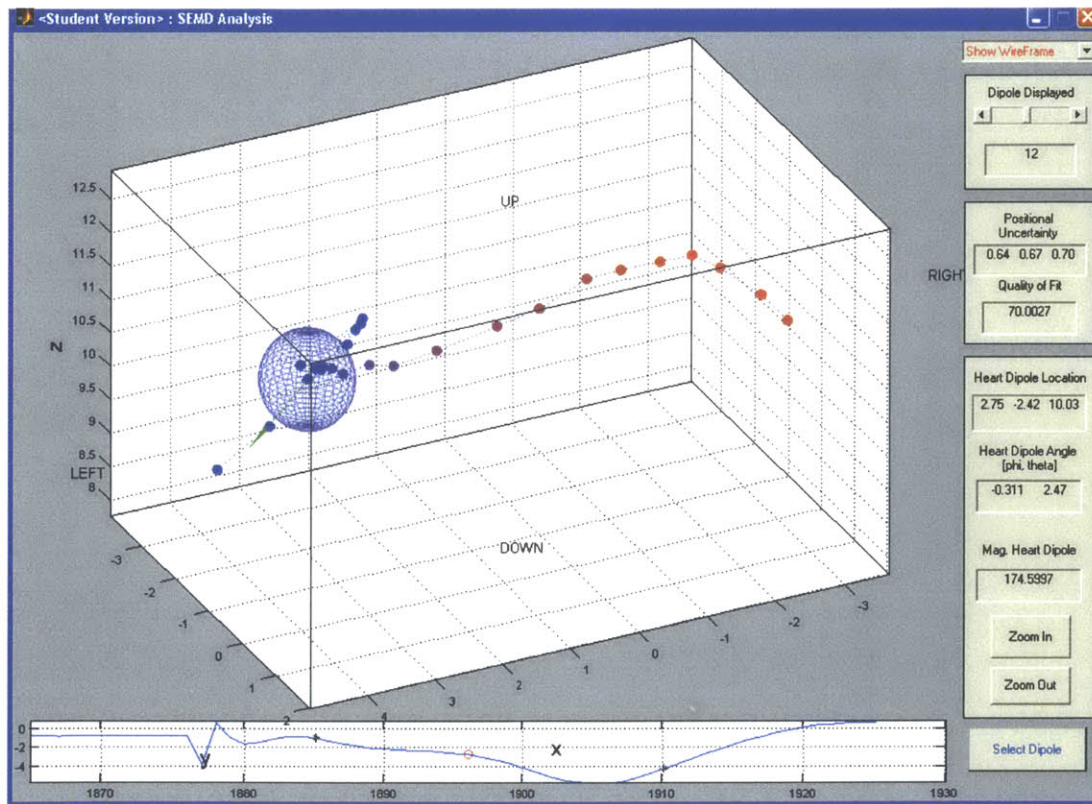 <Student Version> : SEMD Analysis
Show WireFrame
Dipole Displayed
12
Positional
Uncertainty
0.64 0.67 0.70
Quality of Fit
70.0027
Heart Dipole Location
2.75 -2.42 10.03
Heart Dipole Angle
[phi, theta]
-0.311 2.47
Mag. Heart Dipole
174.5997
Zoom In
Zoom Out
Select Dipole
UP
RIGHT
LEFT
DOWN
Z
12.5
12
11.5
11
10.5
10
9.5
9
8.5
8
-3
-2
-1
0
1
2
4
3
2
1
0
-1
-2
-3
y
x
0
-2
-4
1870
1880
1890
1900
1910
1920
1930